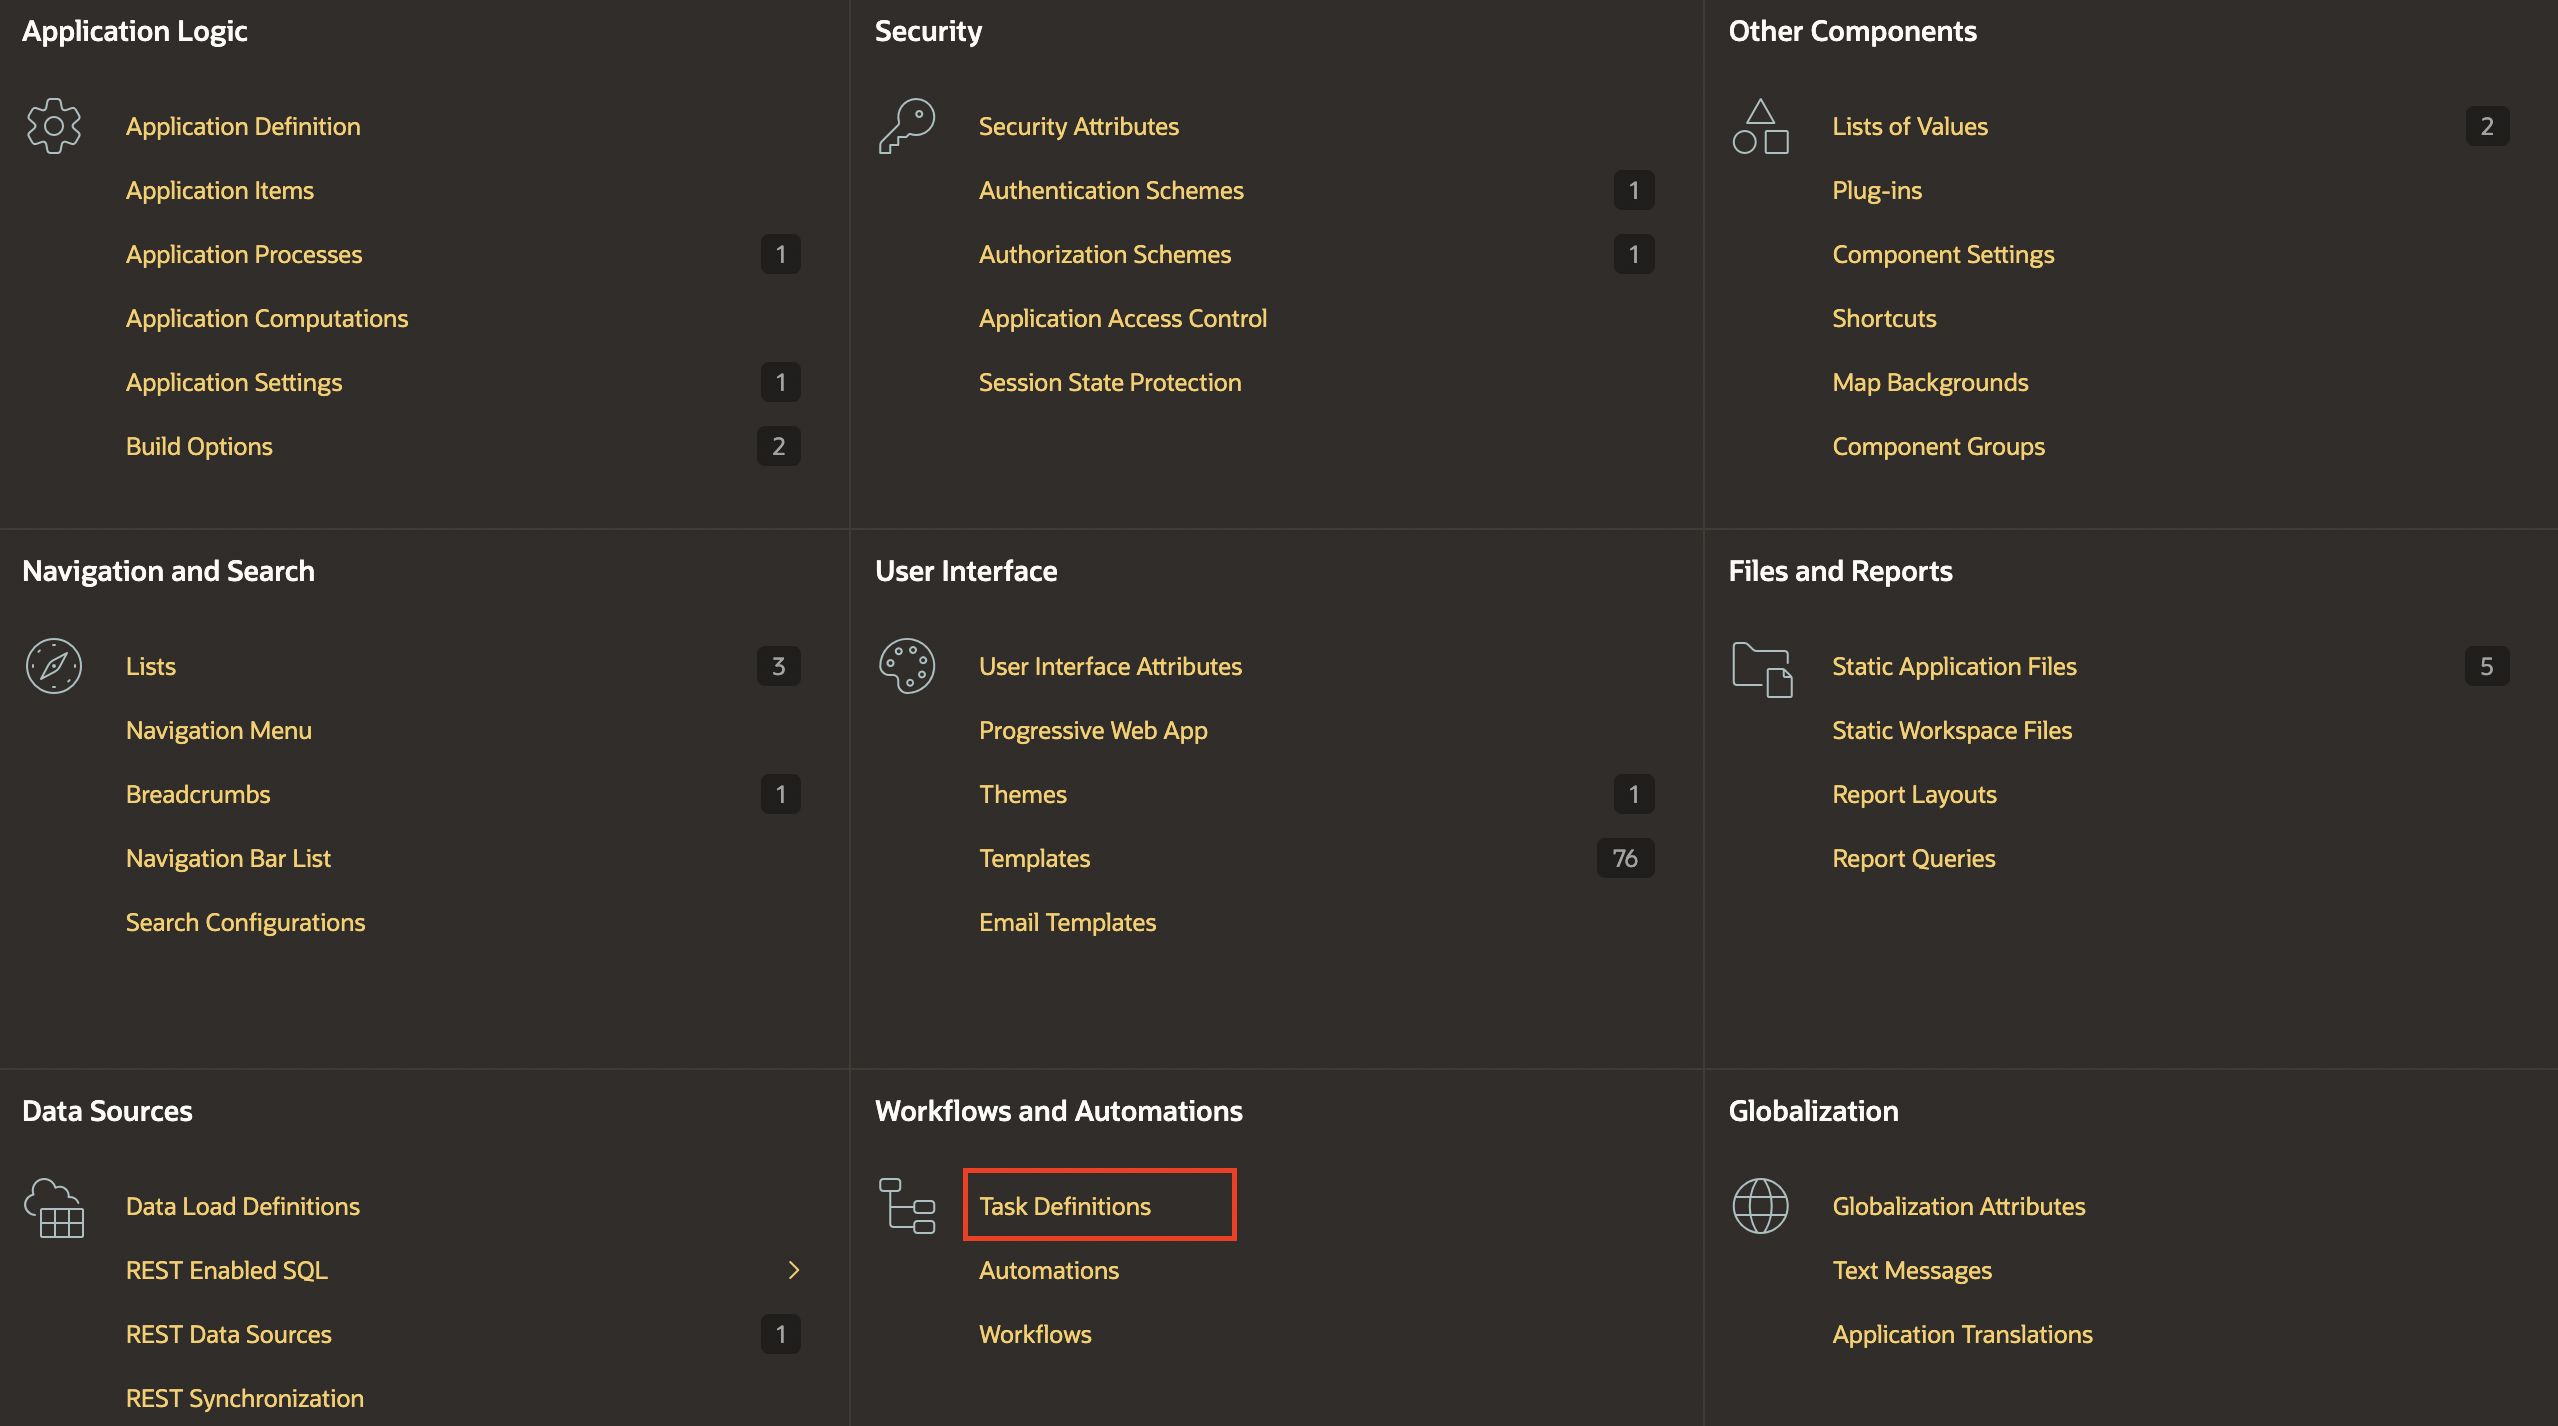 Application Logic
Application Definition
Application Items
Application Processes 1
Application Computations
Application Settings 1
Build Options 2
Security
Security Attributes
Authentication Schemes 1
Authorization Schemes 1
Application Access Control
Session State Protection
Other Components
Lists of Values 2
Plug-ins
Component Settings
Shortcuts
Map Backgrounds
Component Groups
Navigation and Search
Lists 3
Navigation Menu
Breadcrumbs 1
Navigation Bar List
Search Configurations
User Interface
User Interface Attributes
Progressive Web App
Themes 1
Templates 76
Email Templates
Files and Reports
Static Application Files 5
Static Workspace Files
Report Layouts
Report Queries
Data Sources
Data Load Definitions
REST Enabled SQL
REST Data Sources 1
REST Synchronization
Workflows and Automations
Task Definitions
Automations
Workflows
Globalization
Globalization Attributes
Text Messages
Application Translations